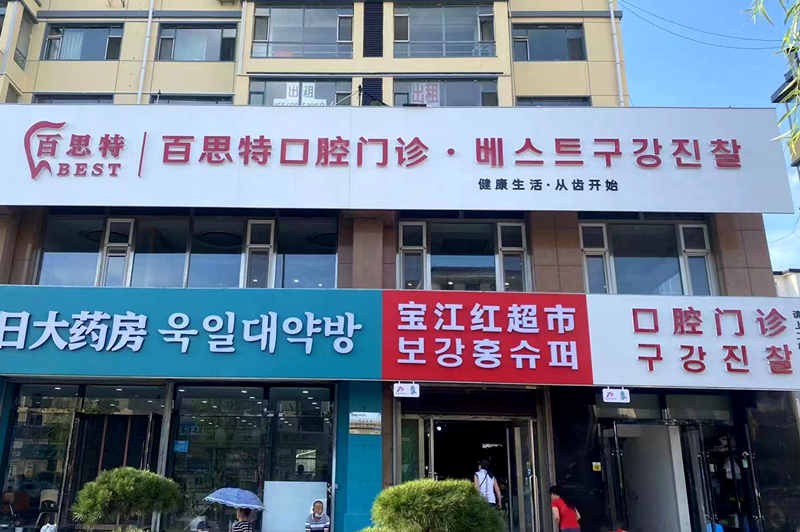 出租
出租
百思特
BEST
百思特口腔门诊·베스트구강진찰
健康生活·从齿开始
日大药房 욱일대약방
宝江红超市
보강홍슈퍼
口腔门诊
구강진찰